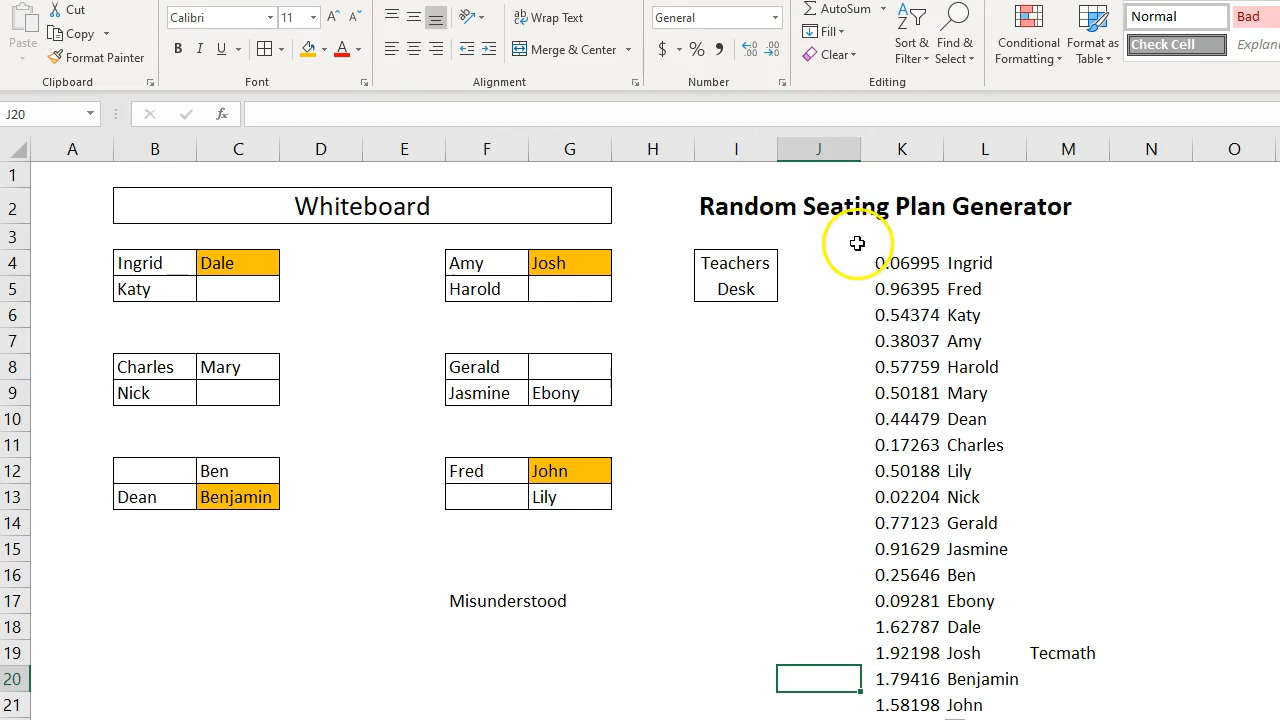 Cut
Copy
Paste
Format Painter
Clipboard
Calibri 11
B I U
Font
Wrap Text
Merge & Center
Alignment
General
$ % ,
Number
AutoSum
Fill
Clear
Sort & Filter
Find & Select
Editing
Conditional Formatting
Format as Table
Normal Bad
Check Cell
J20 fx
A B C D E F G H I J K L M N O
1
2 Whiteboard Random Seating Plan Generator
3
4 Ingrid Dale Amy Josh Teachers 0.06995 Ingrid
5 Katy Harold Desk 0.96395 Fred
6 0.54374 Katy
7 0.38037 Amy
8 Charles Mary Gerald 0.57759 Harold
9 Nick Jasmine Ebony 0.50181 Mary
10 0.44479 Dean
11 0.17263 Charles
12 Ben Fred John 0.50188 Lily
13 Dean Benjamin Lily 0.02204 Nick
14 0.77123 Gerald
15 0.91629 Jasmine
16 0.25646 Ben
17 Misunderstood 0.09281 Ebony
18 1.62787 Dale
19 1.92198 Josh Tecmath
20 1.79416 Benjamin
21 1.58198 John